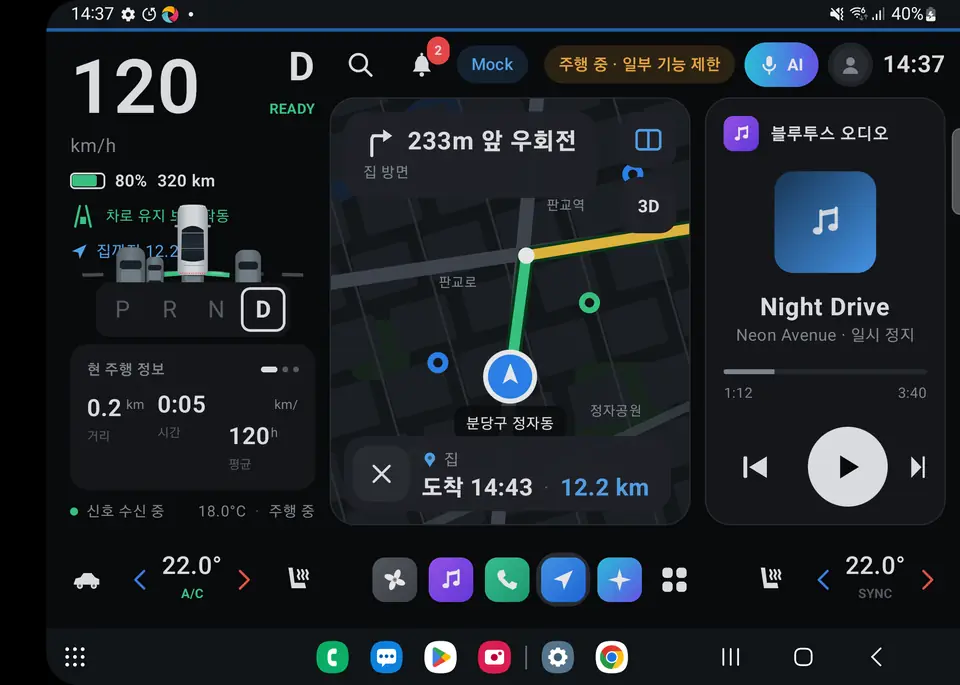 14:37
40%
120
km/h
D
READY
80% 320 km
차로 유지 보
작동
집까지 12.2
P R N D
현 주행 정보
0.2 km
거리
0:05
시간
km/
120 h
평균
신호 수신 중
18.0°C · 주행 중
2
Mock
주행 중 · 일부 기능 제한
AI
14:37
233m 앞 우회전
집 방면
3D
판교역
판교로
정자공원
분당구 정자동
집
도착 14:43 · 12.2 km
블루투스 오디오
Night Drive
Neon Avenue · 일시 정지
1:12
3:40
22.0°
A/C
22.0°
SYNC